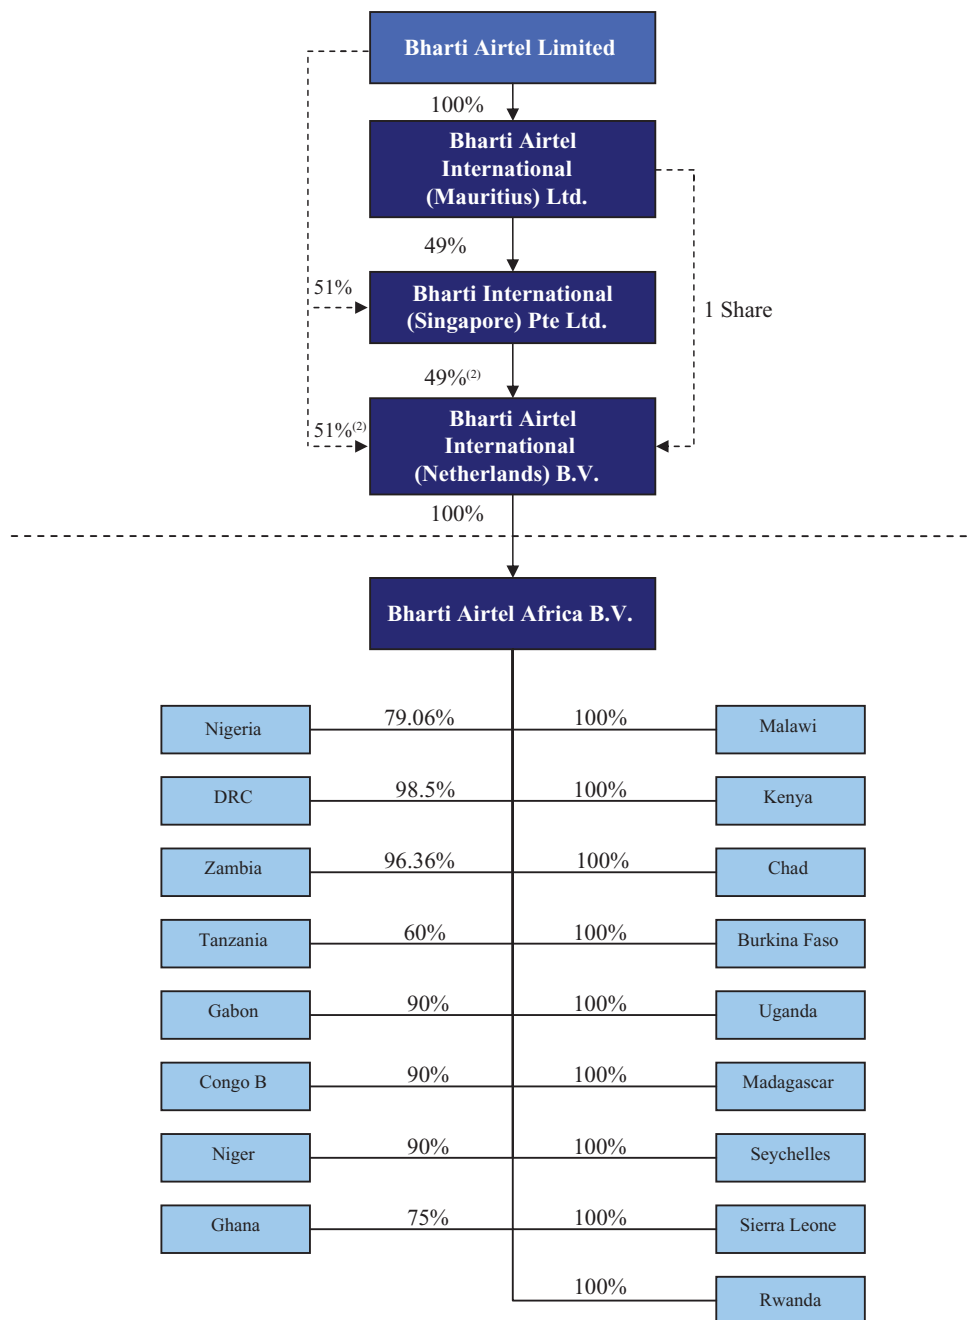 Bharti Airtel Limited
100%
Bharti Airtel
International
(Mauritius) Ltd.
49%
51%
Bharti International
(Singapore) Pte Ltd.
1 Share
49%(2)
51%(2)
Bharti Airtel
International
(Netherlands) B.V.
100%
Bharti Airtel Africa B.V.
Nigeria 79.06% 100% Malawi
DRC 98.5% 100% Kenya
Zambia 96.36% 100% Chad
Tanzania 60% 100% Burkina Faso
Gabon 90% 100% Uganda
Congo B 90% 100% Madagascar
Niger 90% 100% Seychelles
Ghana 75% 100% Sierra Leone
100% Rwanda